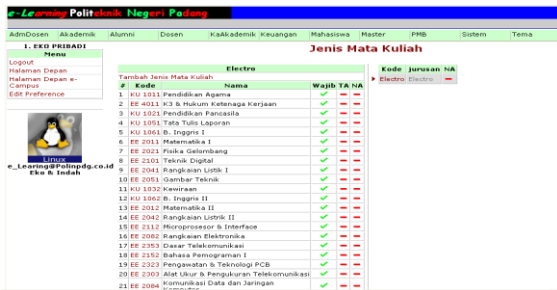 e-Learning Politeknik Negeri Padang
AdmDosen Akademik Alumni Dosen KaAkademik Keuangan Mahasiswa Master PMB Sistem Tema
1. EKO PRIBADI
Menu
Logout
Halaman Depan
Halaman Depan e-Campus
Edit Preference
Linux
e_Learing@Polinpdg.co.id
Eko & Indah
Jenis Mata Kuliah
Electro
Tambah Jenis Mata Kuliah
# Kode Nama Wajib TA NA
1 KU 1011 Pendidikan Agama
2 EE 4011 K3 & Hukum Ketenaga Kerjaan
3 KU 1021 Pendidikan Pancasila
4 KU 1051 Tata Tulis Laporan
5 KU 1061 B. Inggris I
6 EE 2011 Matematika I
7 EE 2021 Fisika Gelombang
8 EE 2101 Teknik Digital
9 EE 2041 Rangkaian Listik I
10 EE 2051 Gambar Teknik
11 KU 1032 Kewiraan
12 KU 1062 B. Inggris II
13 EE 2012 Matematika II
14 EE 2042 Rangkaian Listrik II
15 EE 2112 Microprosesor & Interface
16 EE 2082 Rangkaian Elektronika
17 EE 2353 Dasar Telekomunikasi
18 EE 2152 Bahasa Pemograman I
19 EE 2323 Pengawatan & Teknologi PCB
20 EE 2303 Alat Ukur & Pengukuran Telekomunikasi
21 EE 2084 Komunikasi Data dan Jaringan
Komputer
Kode Jurusan NA
Electro Electro